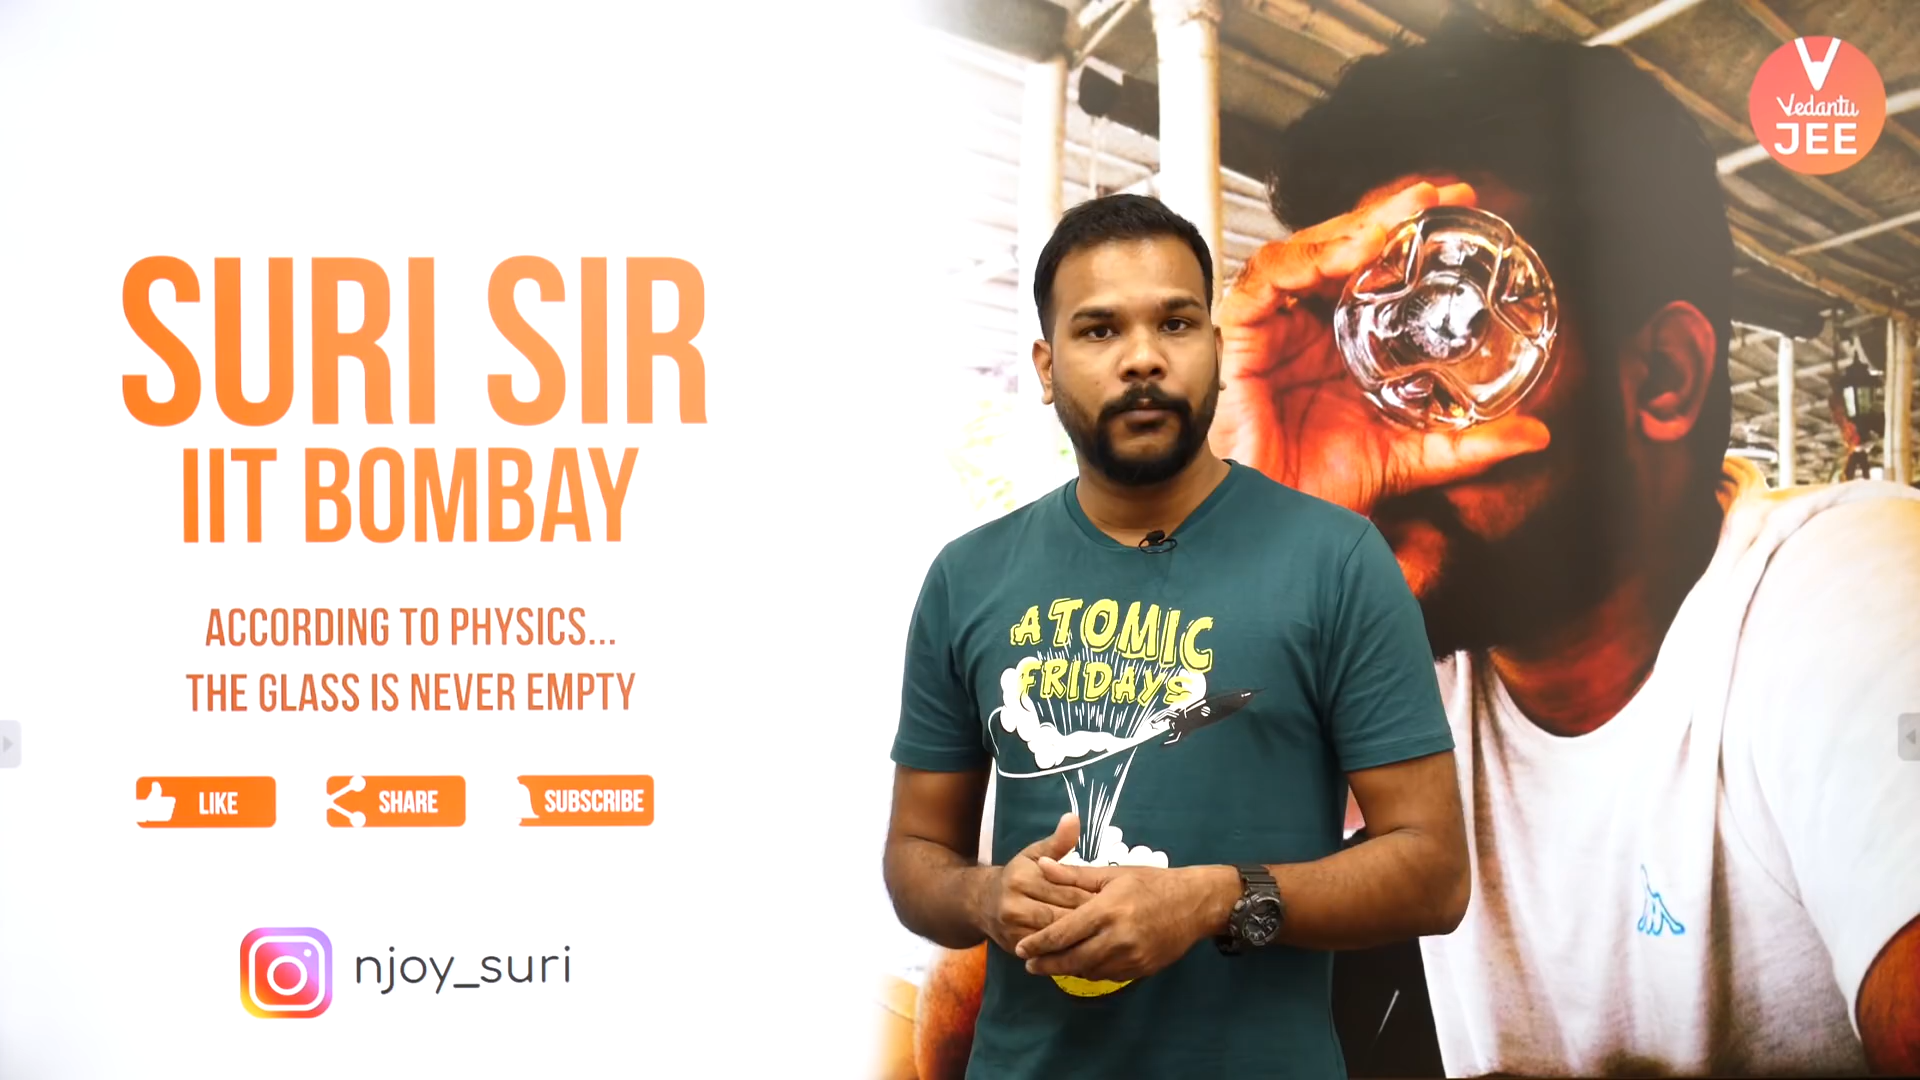 SURI SIR
IIT BOMBAY
ACCORDING TO PHYSICS...
THE GLASS IS NEVER EMPTY
LIKE
SHARE
SUBSCRIBE
njoy_suri
ATOMIC
FRIDAYS
Vedantu
JEE